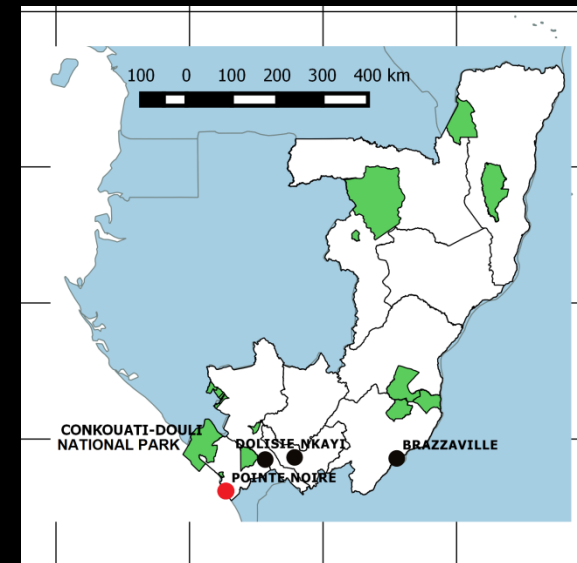 100 0 100 200 300 400 km
CONKOUATI-DOULI
NATIONAL PARK
DOLISIE NKAYI
BRAZZAVILLE
POINTE NOIRE